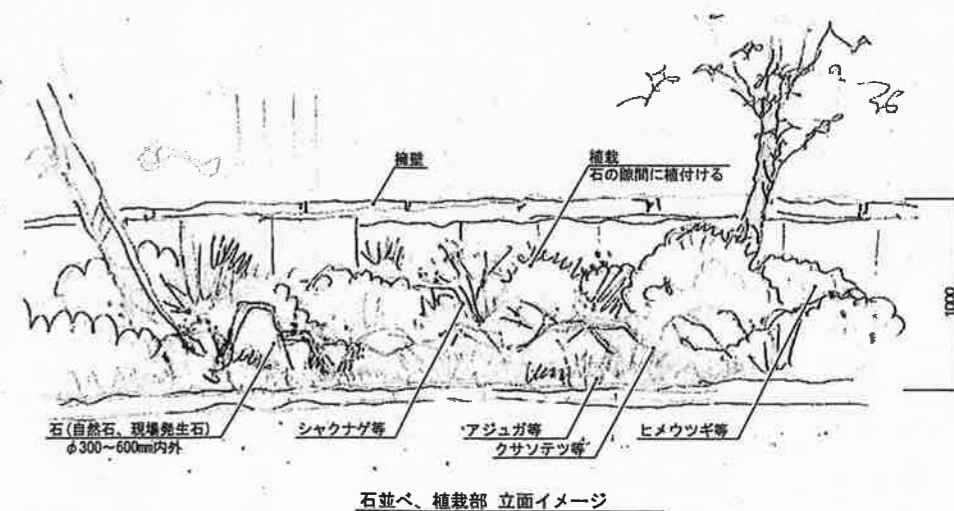 擁壁
植栽
石の隙間に植付ける
1000
石(自然石、現場発生石)
φ300～600mm内外
シャクナゲ等
アジュガ等
クサソテツ等
ヒメウツギ等
石並べ、植栽部 立面イメージ